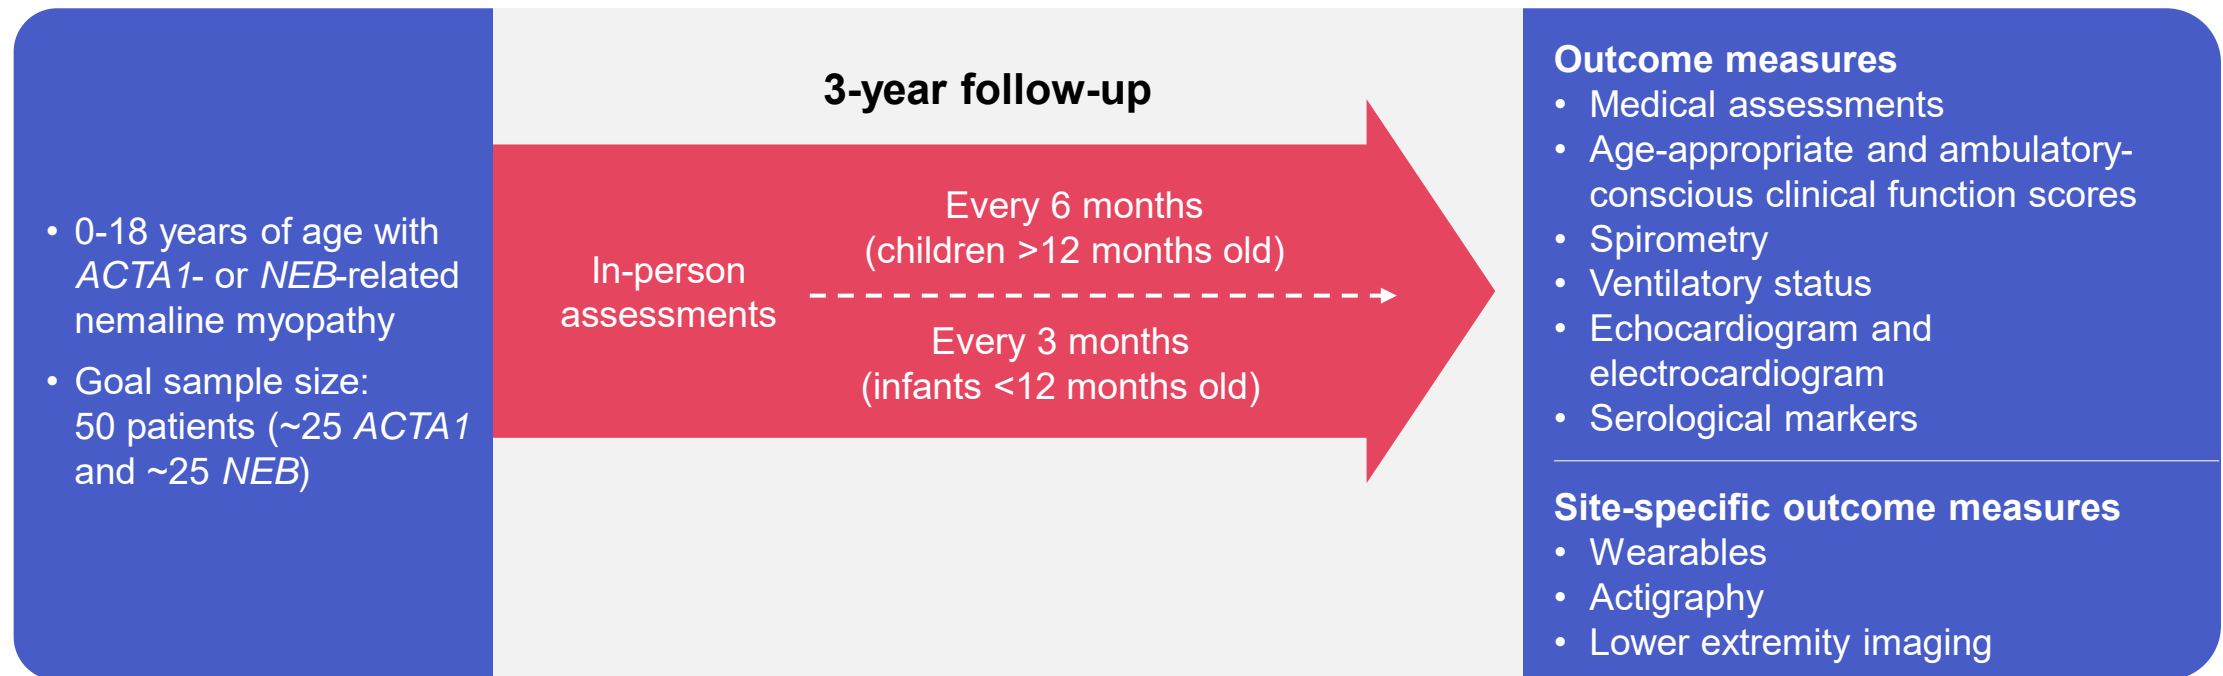 • 0-18 years of age with
ACTA1- or NEB-related
nemaline myopathy
• Goal sample size:
50 patients (~25 ACTA1
and ~25 NEB)
3-year follow-up
In-person
assessments
Every 6 months
(children >12 months old)
Every 3 months
(infants <12 months old)
Outcome measures
• Medical assessments
• Age-appropriate and ambulatory-
conscious clinical function scores
• Spirometry
• Ventilatory status
• Echocardiogram and
electrocardiogram
• Serological markers
Site-specific outcome measures
• Wearables
• Actigraphy
• Lower extremity imaging